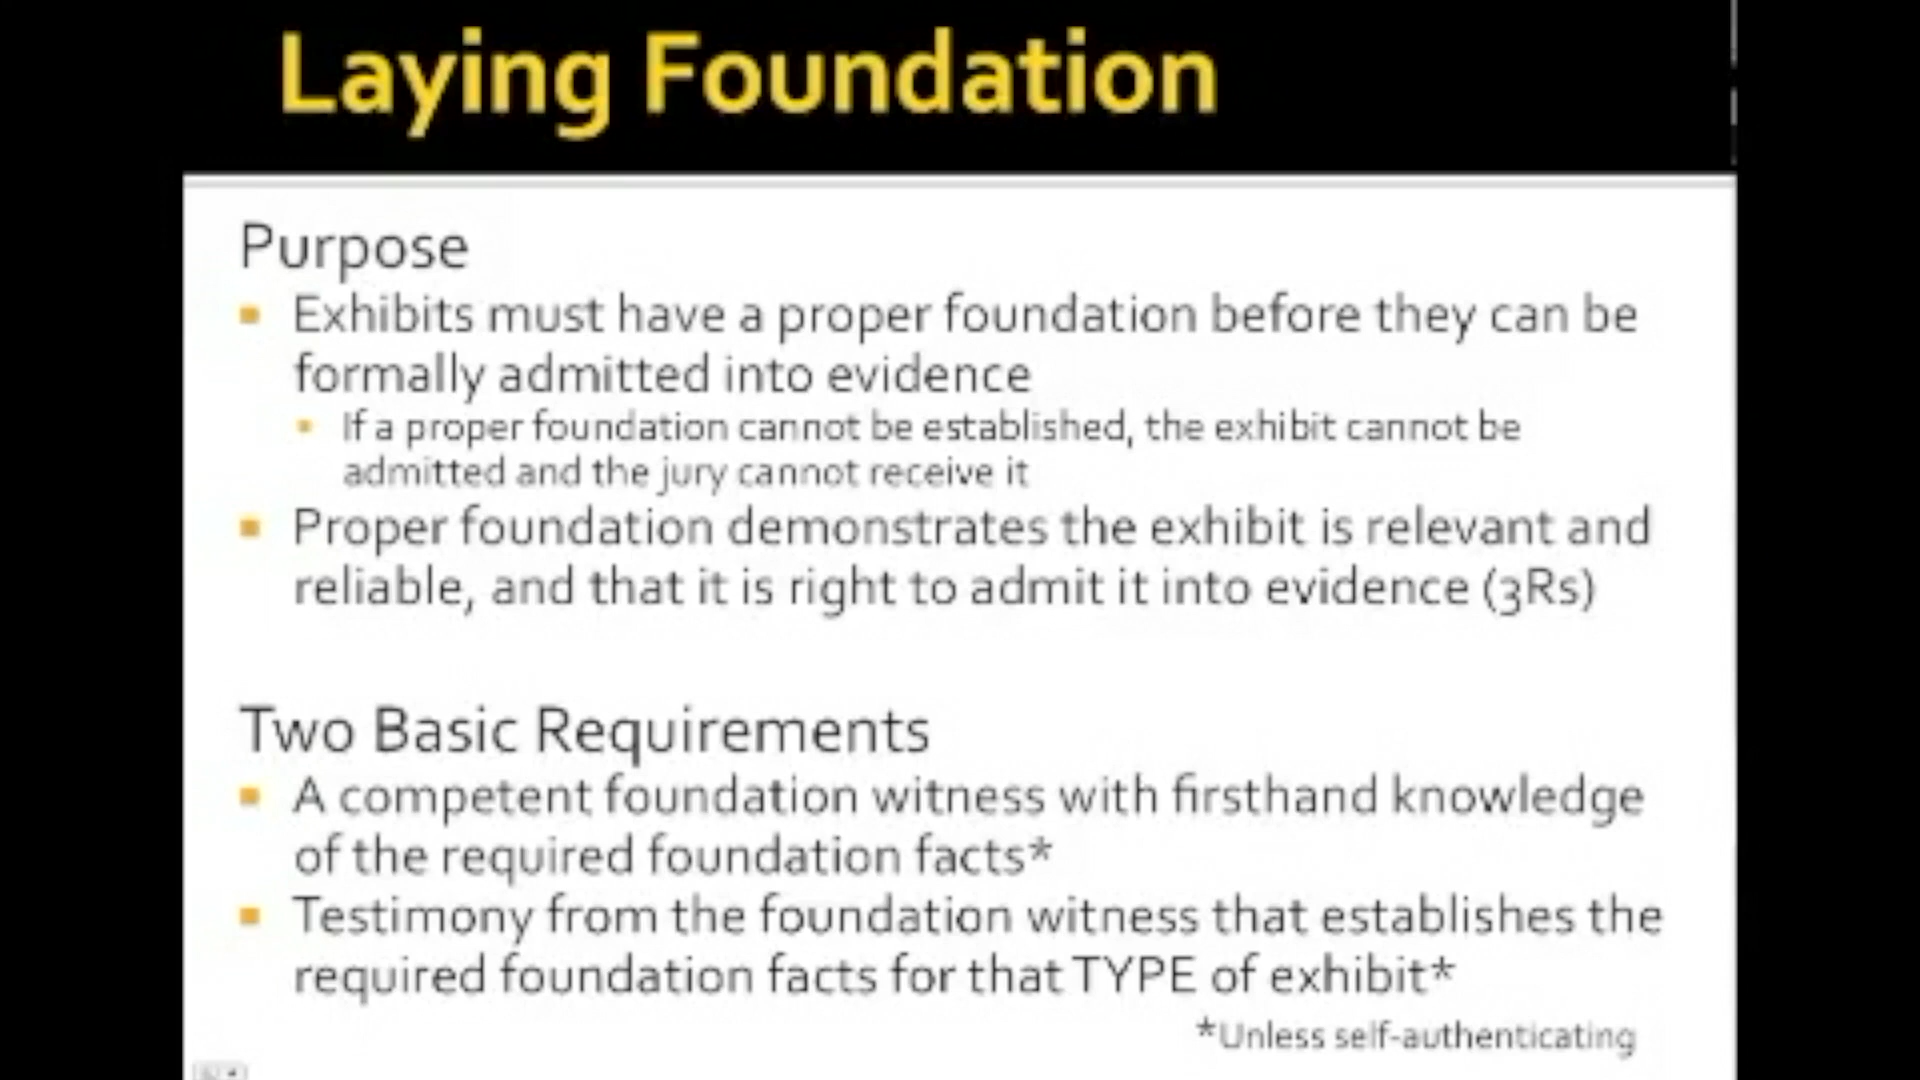 Laying Foundation
Purpose
▪ Exhibits must have a proper foundation before they can be
formally admitted into evidence
▪ If a proper foundation cannot be established, the exhibit cannot be
admitted and the jury cannot receive it
▪ Proper foundation demonstrates the exhibit is relevant and
reliable, and that it is right to admit it into evidence (3Rs)
Two Basic Requirements
▪ A competent foundation witness with firsthand knowledge
of the required foundation facts*
▪ Testimony from the foundation witness that establishes the
required foundation facts for that TYPE of exhibit*
*Unless self-authenticating